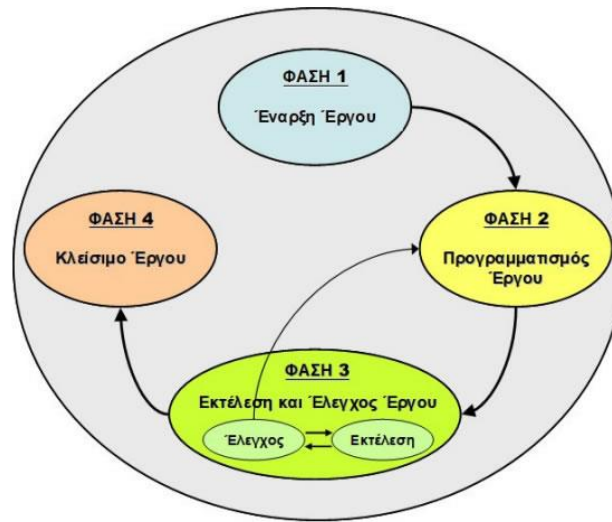 ΦΑΣΗ 1
Έναρξη Έργου
ΦΑΣΗ 2
Προγραμματισμός
Έργου
ΦΑΣΗ 3
Εκτέλεση και Έλεγχος Έργου
Έλεγχος
Εκτέλεση
ΦΑΣΗ 4
Κλείσιμο Έργου